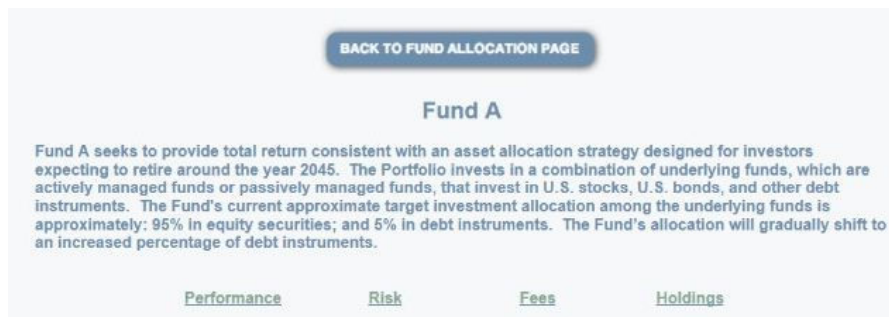 BACK TO FUND ALLOCATION PAGE
Fund A
Fund A seeks to provide total return consistent with an asset allocation strategy designed for investors
expecting to retire around the year 2045.  The Portfolio invests in a combination of underlying funds, which are
actively managed funds or passively managed funds, that invest in U.S. stocks, U.S. bonds, and other debt
instruments.  The Fund's current approximate target investment allocation among the underlying funds is
approximately: 95% in equity securities; and 5% in debt instruments.  The Fund's allocation will gradually shift to
an increased percentage of debt instruments.
Performance Risk Fees Holdings